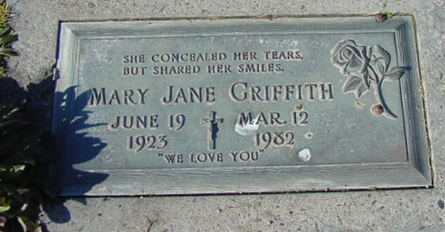 SHE CONCEALED HER TEARS,
BUT SHARED HER SMILES.
MARY JANE GRIFFITH
JUNE 19 MAR. 12
1923 1982
"WE LOVE YOU"